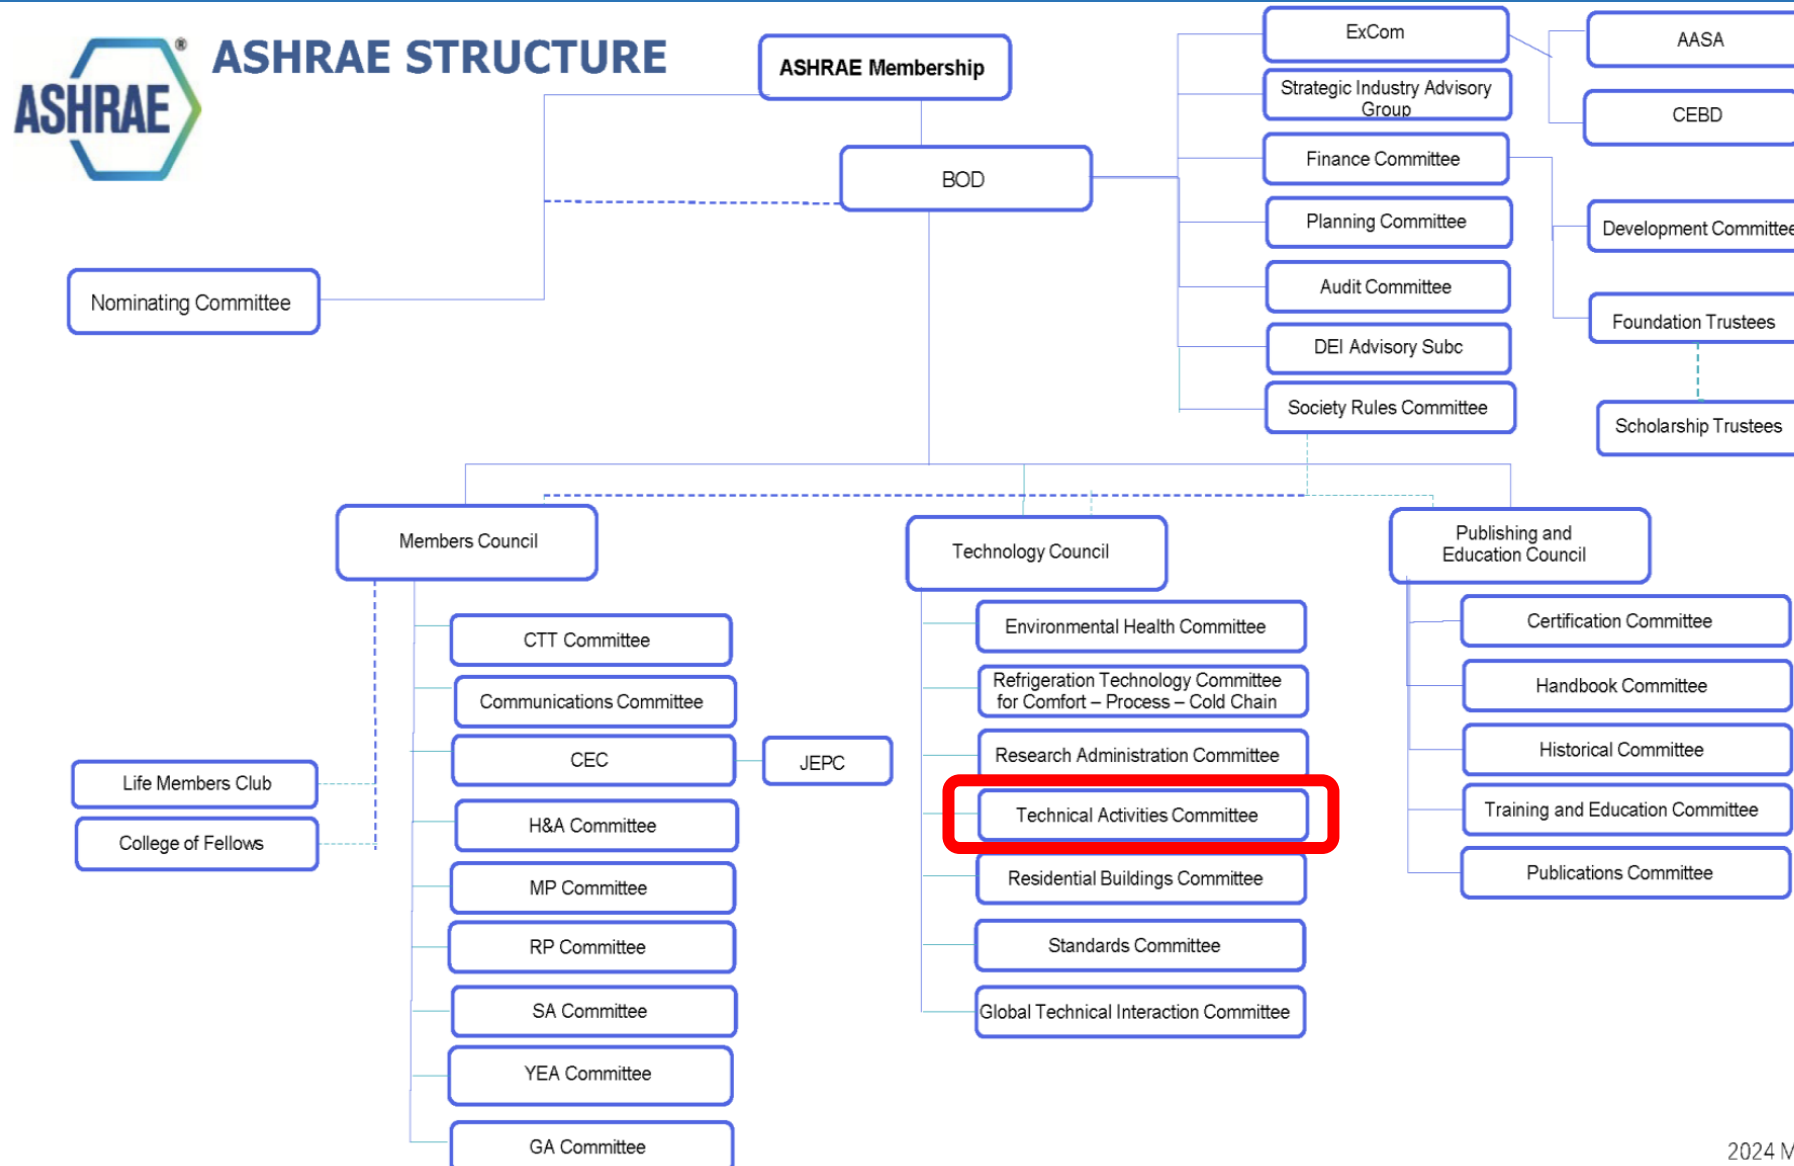 ASHRAE
®
ASHRAE STRUCTURE
ASHRAE Membership
BOD
Nominating Committee
ExCom
AASA
CEBD
Strategic Industry Advisory
Group
Finance Committee
Planning Committee
Audit Committee
DEI Advisory Subc
Society Rules Committee
Development Committee
Foundation Trustees
Scholarship Trustees
Members Council
CTT Committee
Communications Committee
CEC
JEPC
H&A Committee
MP Committee
RP Committee
SA Committee
YEA Committee
GA Committee
Life Members Club
College of Fellows
Technology Council
Environmental Health Committee
Refrigeration Technology Committee
for Comfort – Process – Cold Chain
Research Administration Committee
Technical Activities Committee
Residential Buildings Committee
Standards Committee
Global Technical Interaction Committee
Publishing and
Education Council
Certification Committee
Handbook Committee
Historical Committee
Training and Education Committee
Publications Committee
2024 M